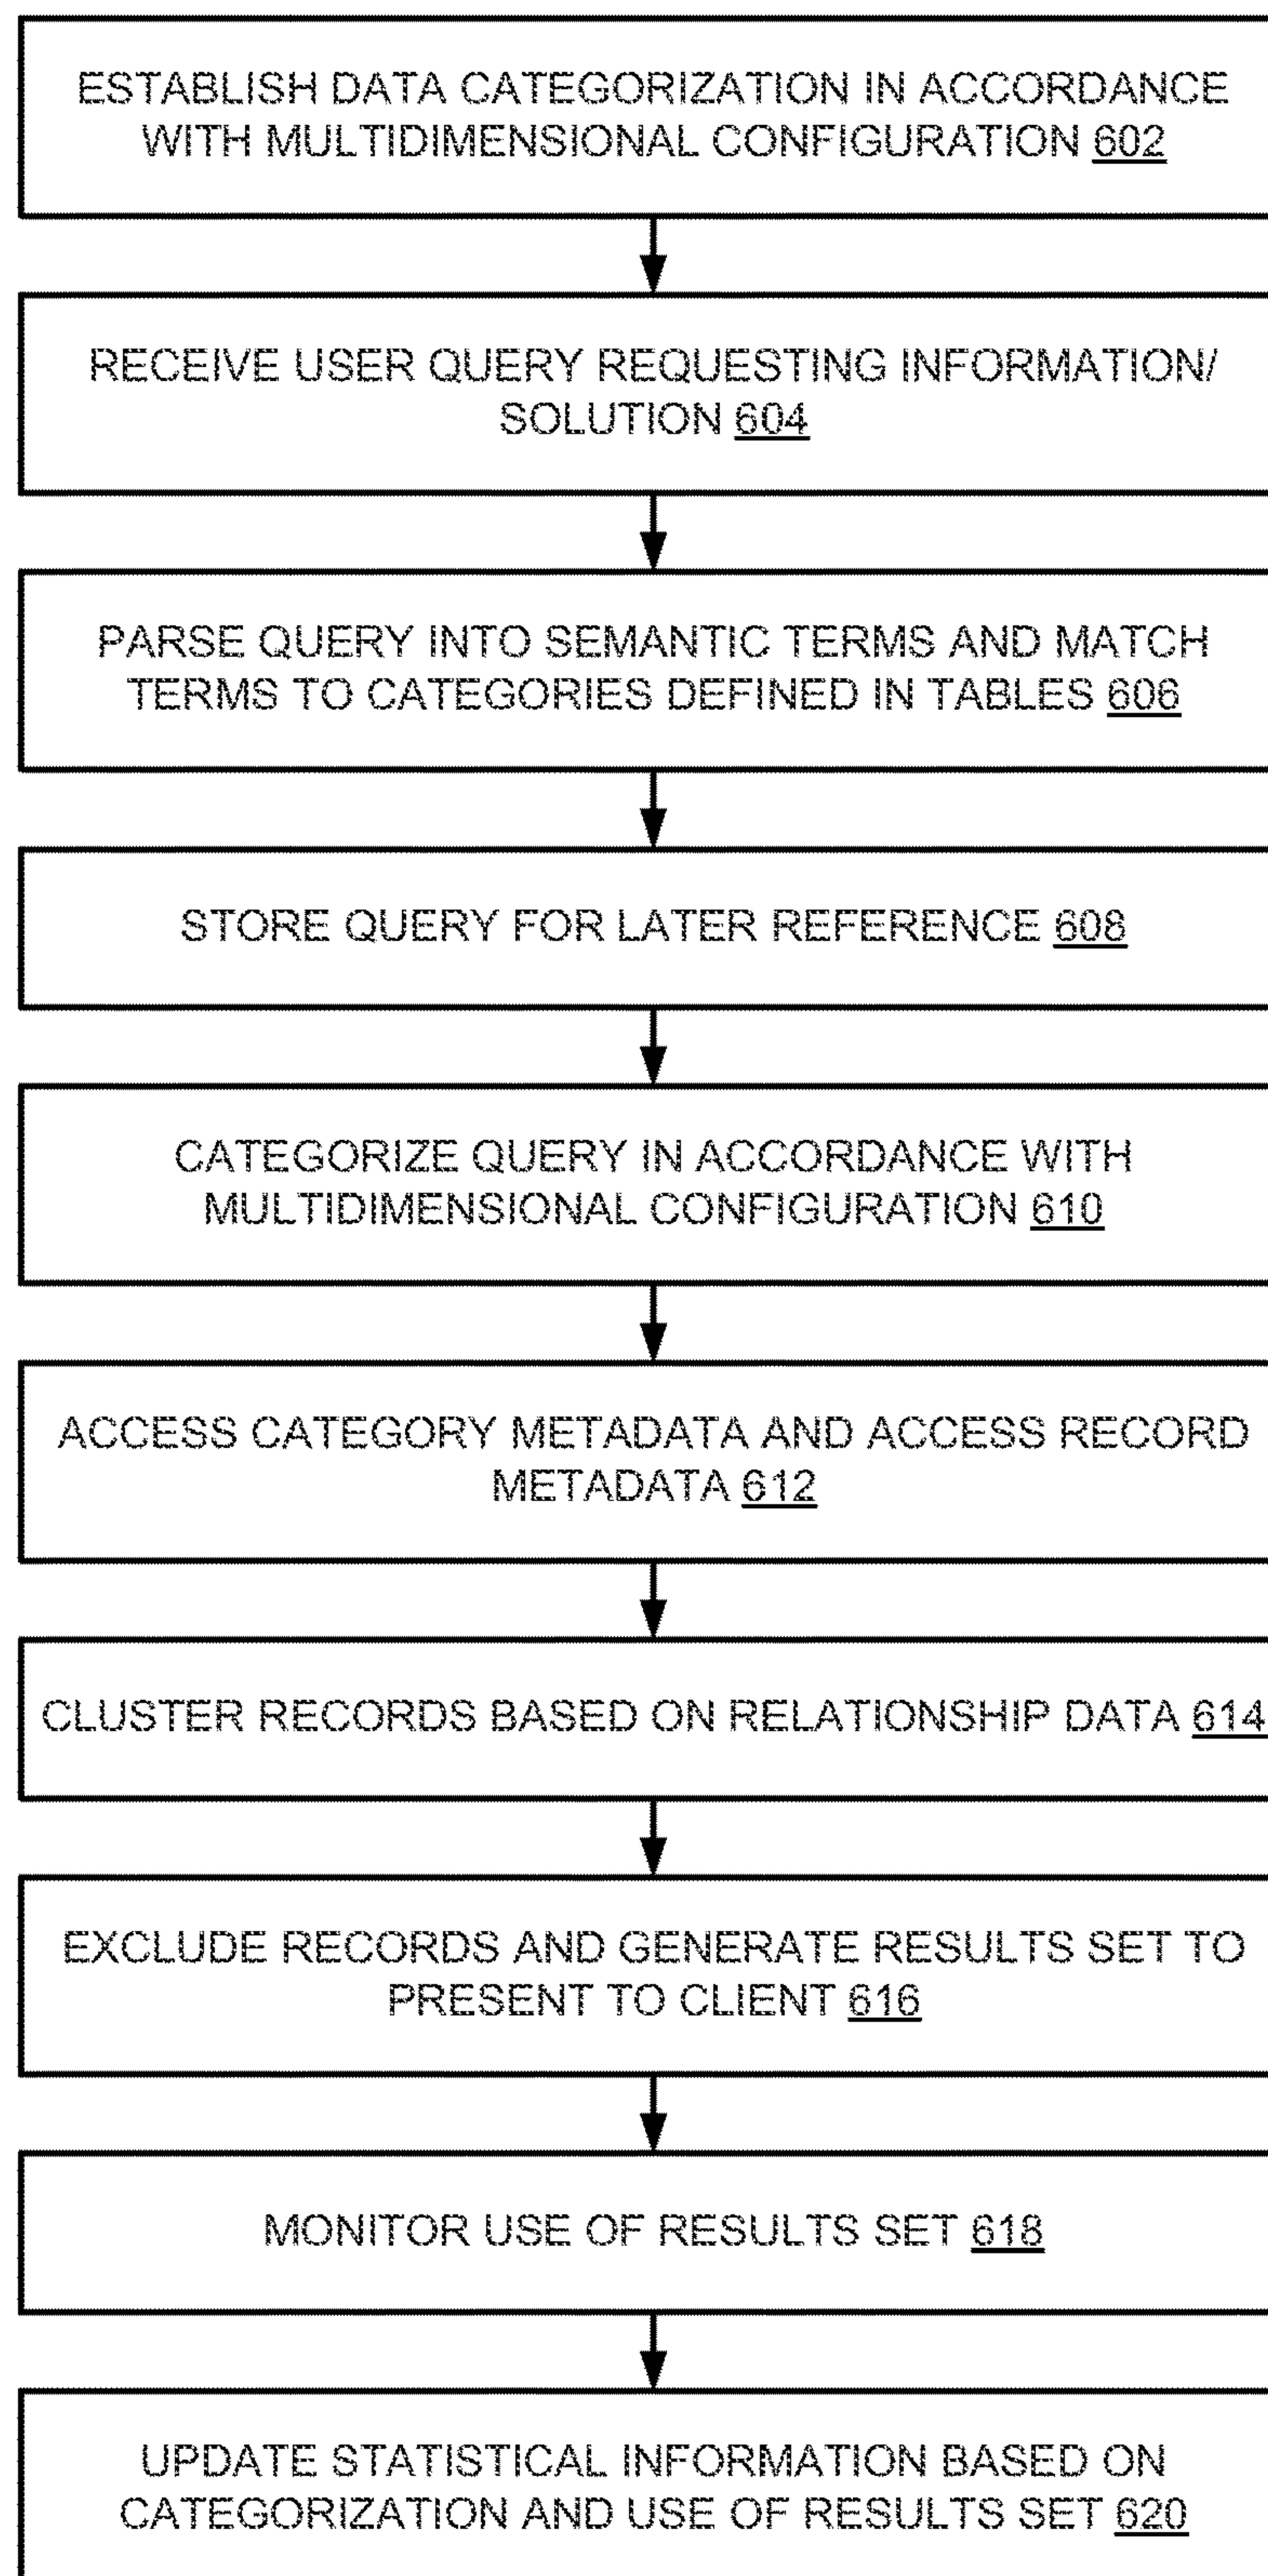 ESTABLISH DATA CATEGORIZATION IN ACCORDANCE
WITH MULTIDIMENSIONAL CONFIGURATION 602
RECEIVE USER QUERY REQUESTING INFORMATION/
SOLUTION 604
PARSE QUERY INTO SEMANTIC TERMS AND MATCH
TERMS TO CATEGORIES DEFINED IN TABLES 606
STORE QUERY FOR LATER REFERENCE 608
CATEGORIZE QUERY IN ACCORDANCE WITH
MULTIDIMENSIONAL CONFIGURATION 610
ACCESS CATEGORY METADATA AND ACCESS RECORD
METADATA 612
CLUSTER RECORDS BASED ON RELATIONSHIP DATA 614
EXCLUDE RECORDS AND GENERATE RESULTS SET TO
PRESENT TO CLIENT 616
MONITOR USE OF RESULTS SET 618
UPDATE STATISTICAL INFORMATION BASED ON
CATEGORIZATION AND USE OF RESULTS SET 620